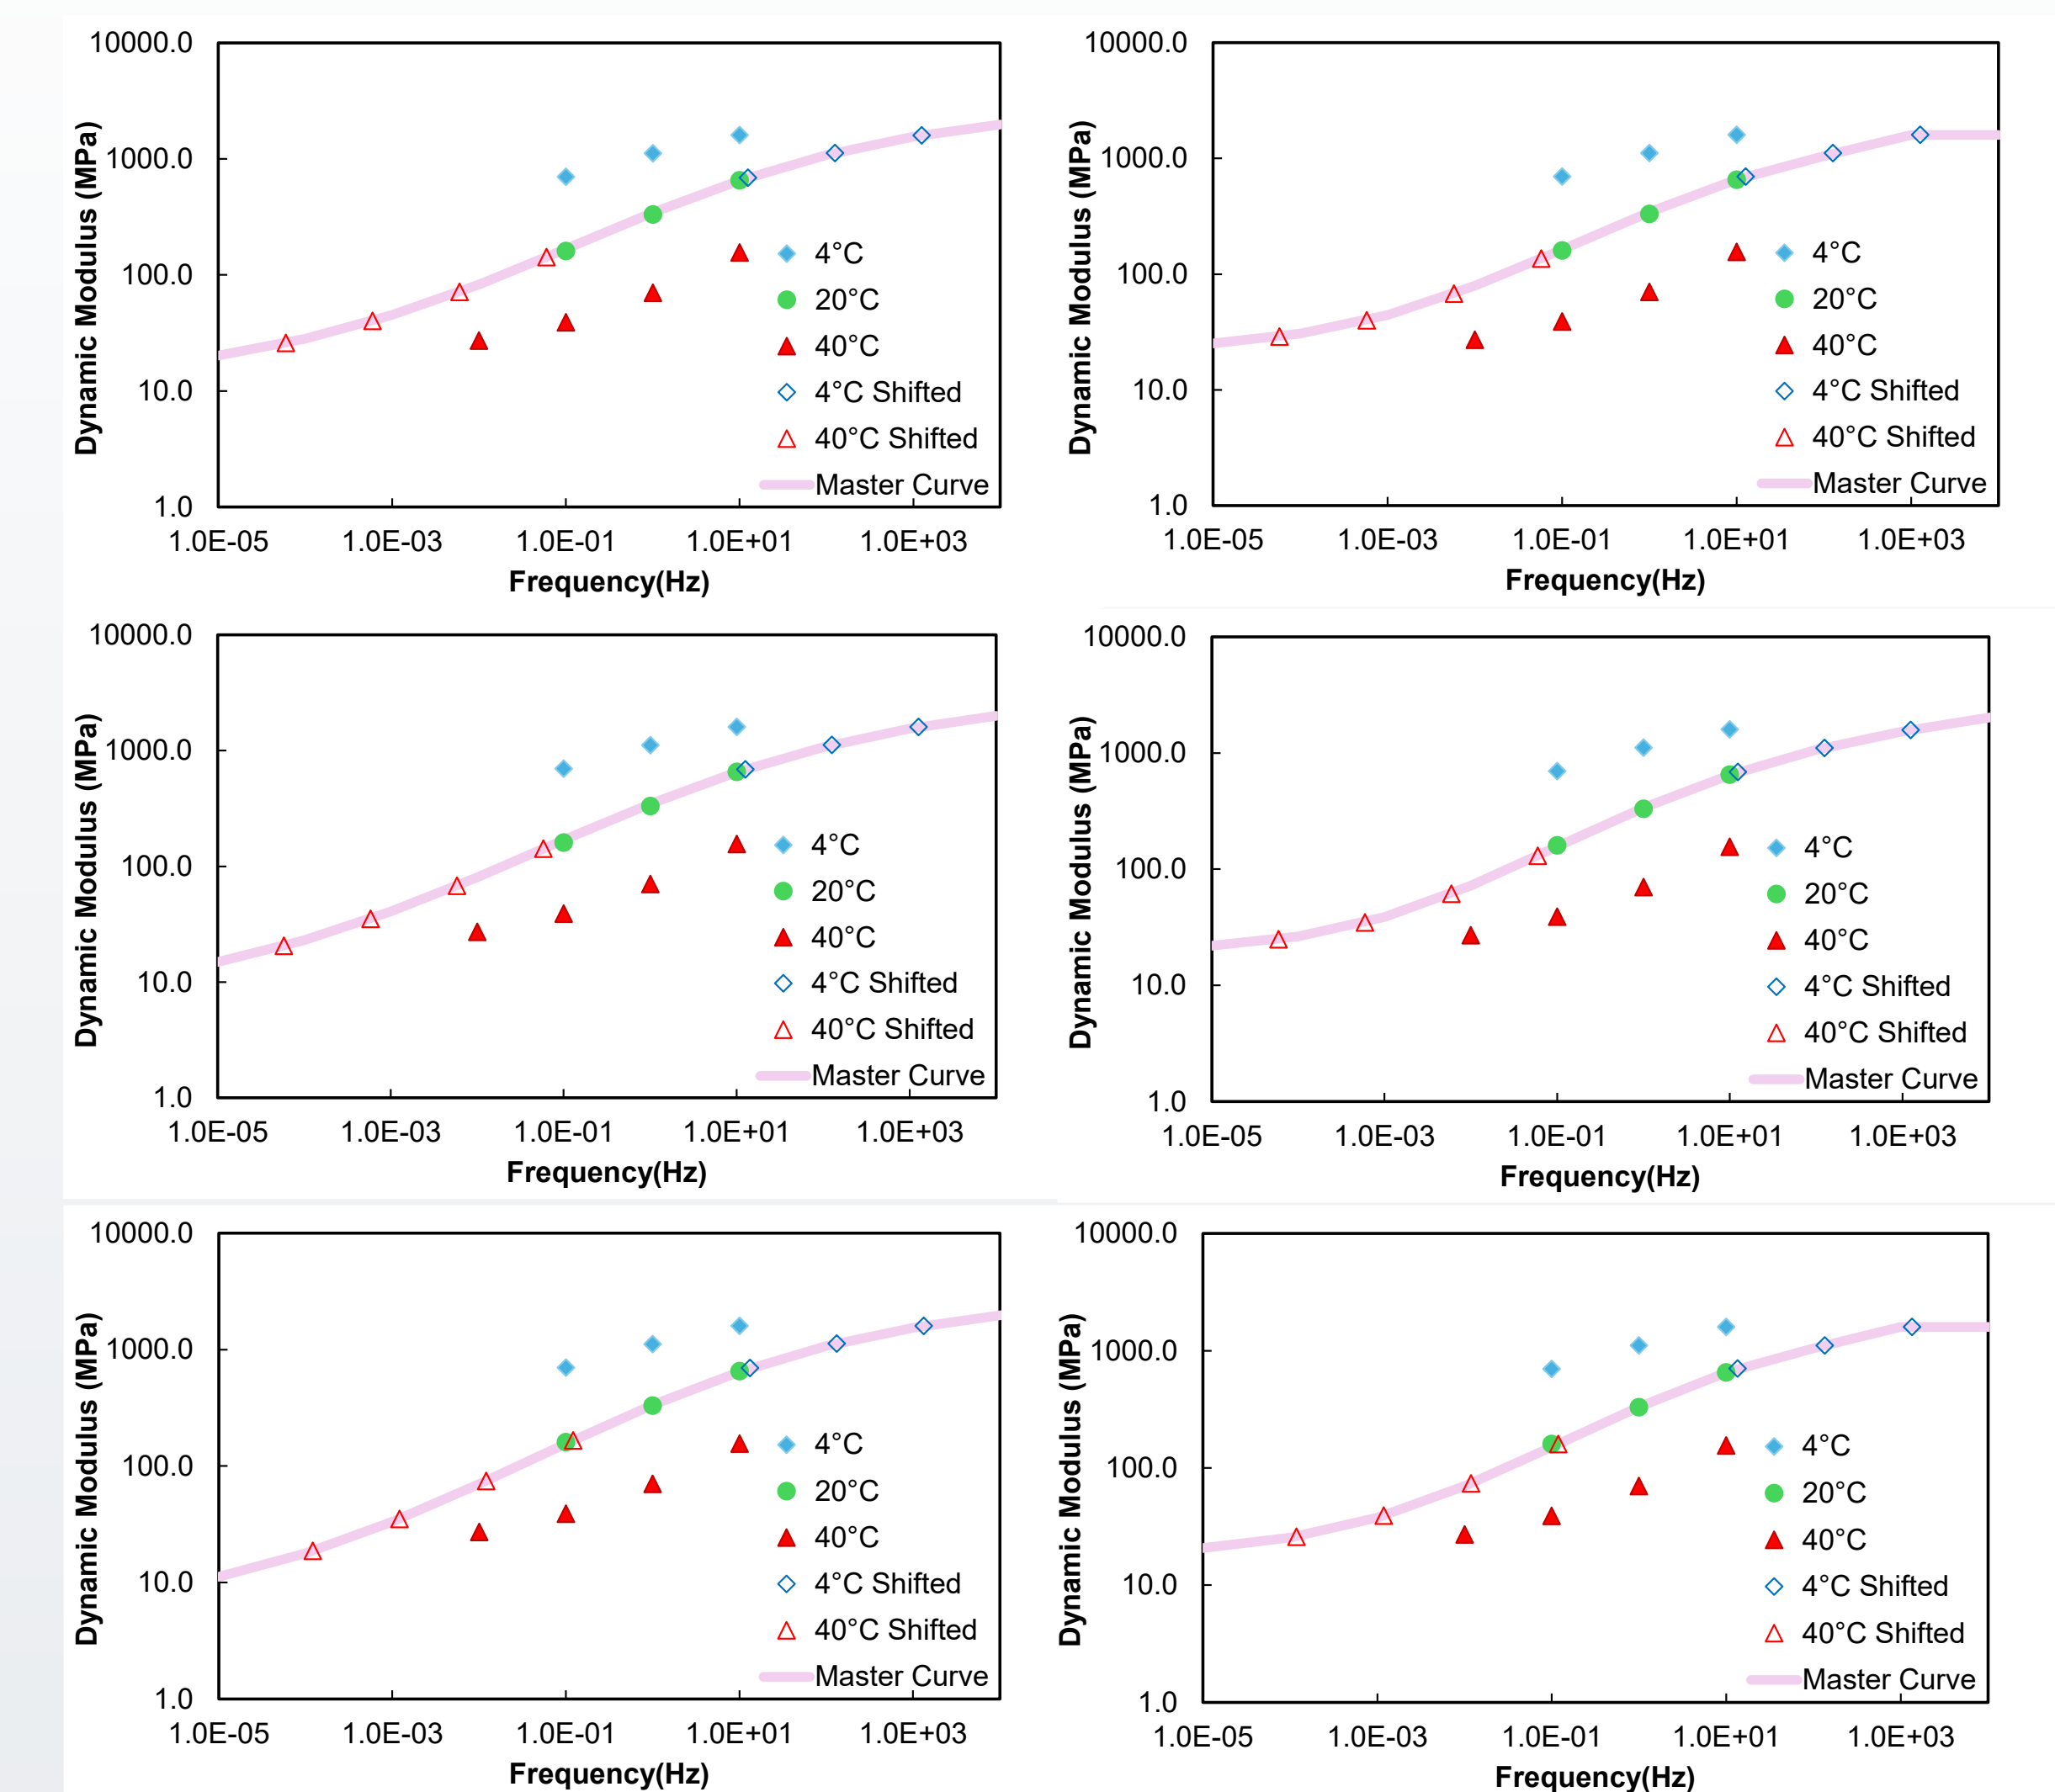 10000.0
1000.0
100.0
10.0
1.0
Dynamic Modulus (MPa)
1.0E-05 1.0E-03 1.0E-01 1.0E+01 1.0E+03
Frequency(Hz)
4°C
20°C
40°C
4°C Shifted
40°C Shifted
Master Curve
10000.0
1000.0
100.0
10.0
1.0
Dynamic Modulus (MPa)
1.0E-05 1.0E-03 1.0E-01 1.0E+01 1.0E+03
Frequency(Hz)
4°C
20°C
40°C
4°C Shifted
40°C Shifted
Master Curve
10000.0
1000.0
100.0
10.0
1.0
Dynamic Modulus (MPa)
1.0E-05 1.0E-03 1.0E-01 1.0E+01 1.0E+03
Frequency(Hz)
4°C
20°C
40°C
4°C Shifted
40°C Shifted
Master Curve
10000.0
1000.0
100.0
10.0
1.0
Dynamic Modulus (MPa)
1.0E-05 1.0E-03 1.0E-01 1.0E+01 1.0E+03
Frequency(Hz)
4°C
20°C
40°C
4°C Shifted
40°C Shifted
Master Curve
10000.0
1000.0
100.0
10.0
1.0
Dynamic Modulus (MPa)
1.0E-05 1.0E-03 1.0E-01 1.0E+01 1.0E+03
Frequency(Hz)
4°C
20°C
40°C
4°C Shifted
40°C Shifted
Master Curve
10000.0
1000.0
100.0
10.0
1.0
Dynamic Modulus (MPa)
1.0E-05 1.0E-03 1.0E-01 1.0E+01 1.0E+03
Frequency(Hz)
4°C
20°C
40°C
4°C Shifted
40°C Shifted
Master Curve